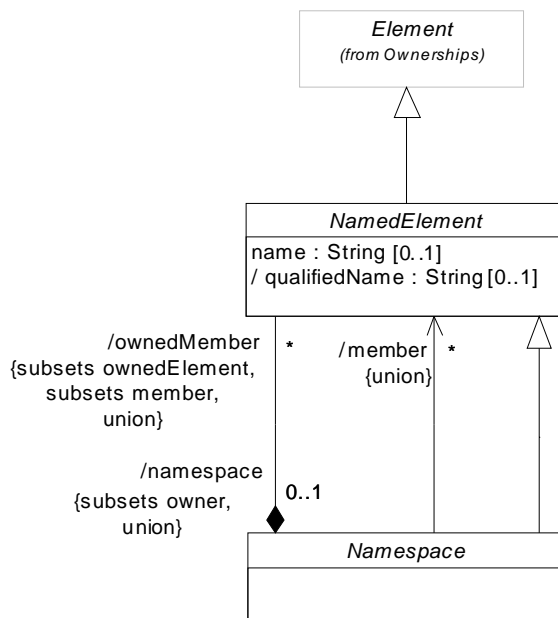 Element
(from Ownerships)
NamedElement
name : String [0..1]
/ qualifiedName : String [0..1]
/ownedMember
*
/member
*
{subsets ownedElement,
subsets member,
union}
{union}
/namespace
{subsets owner,
union}
0..1
Namespace